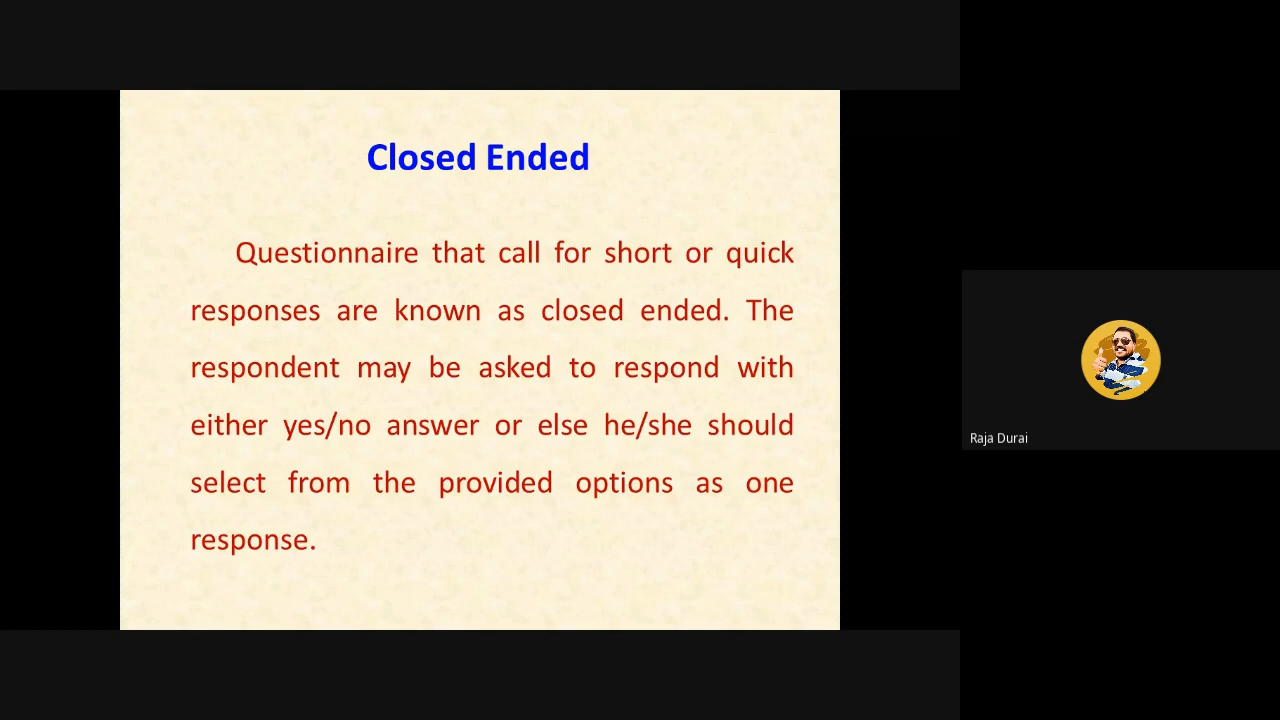 Closed Ended
Questionnaire that call for short or quick
responses are known as closed ended. The
respondent may be asked to respond with
either yes/no answer or else he/she should
select from the provided options as one
response.
Raja Durai